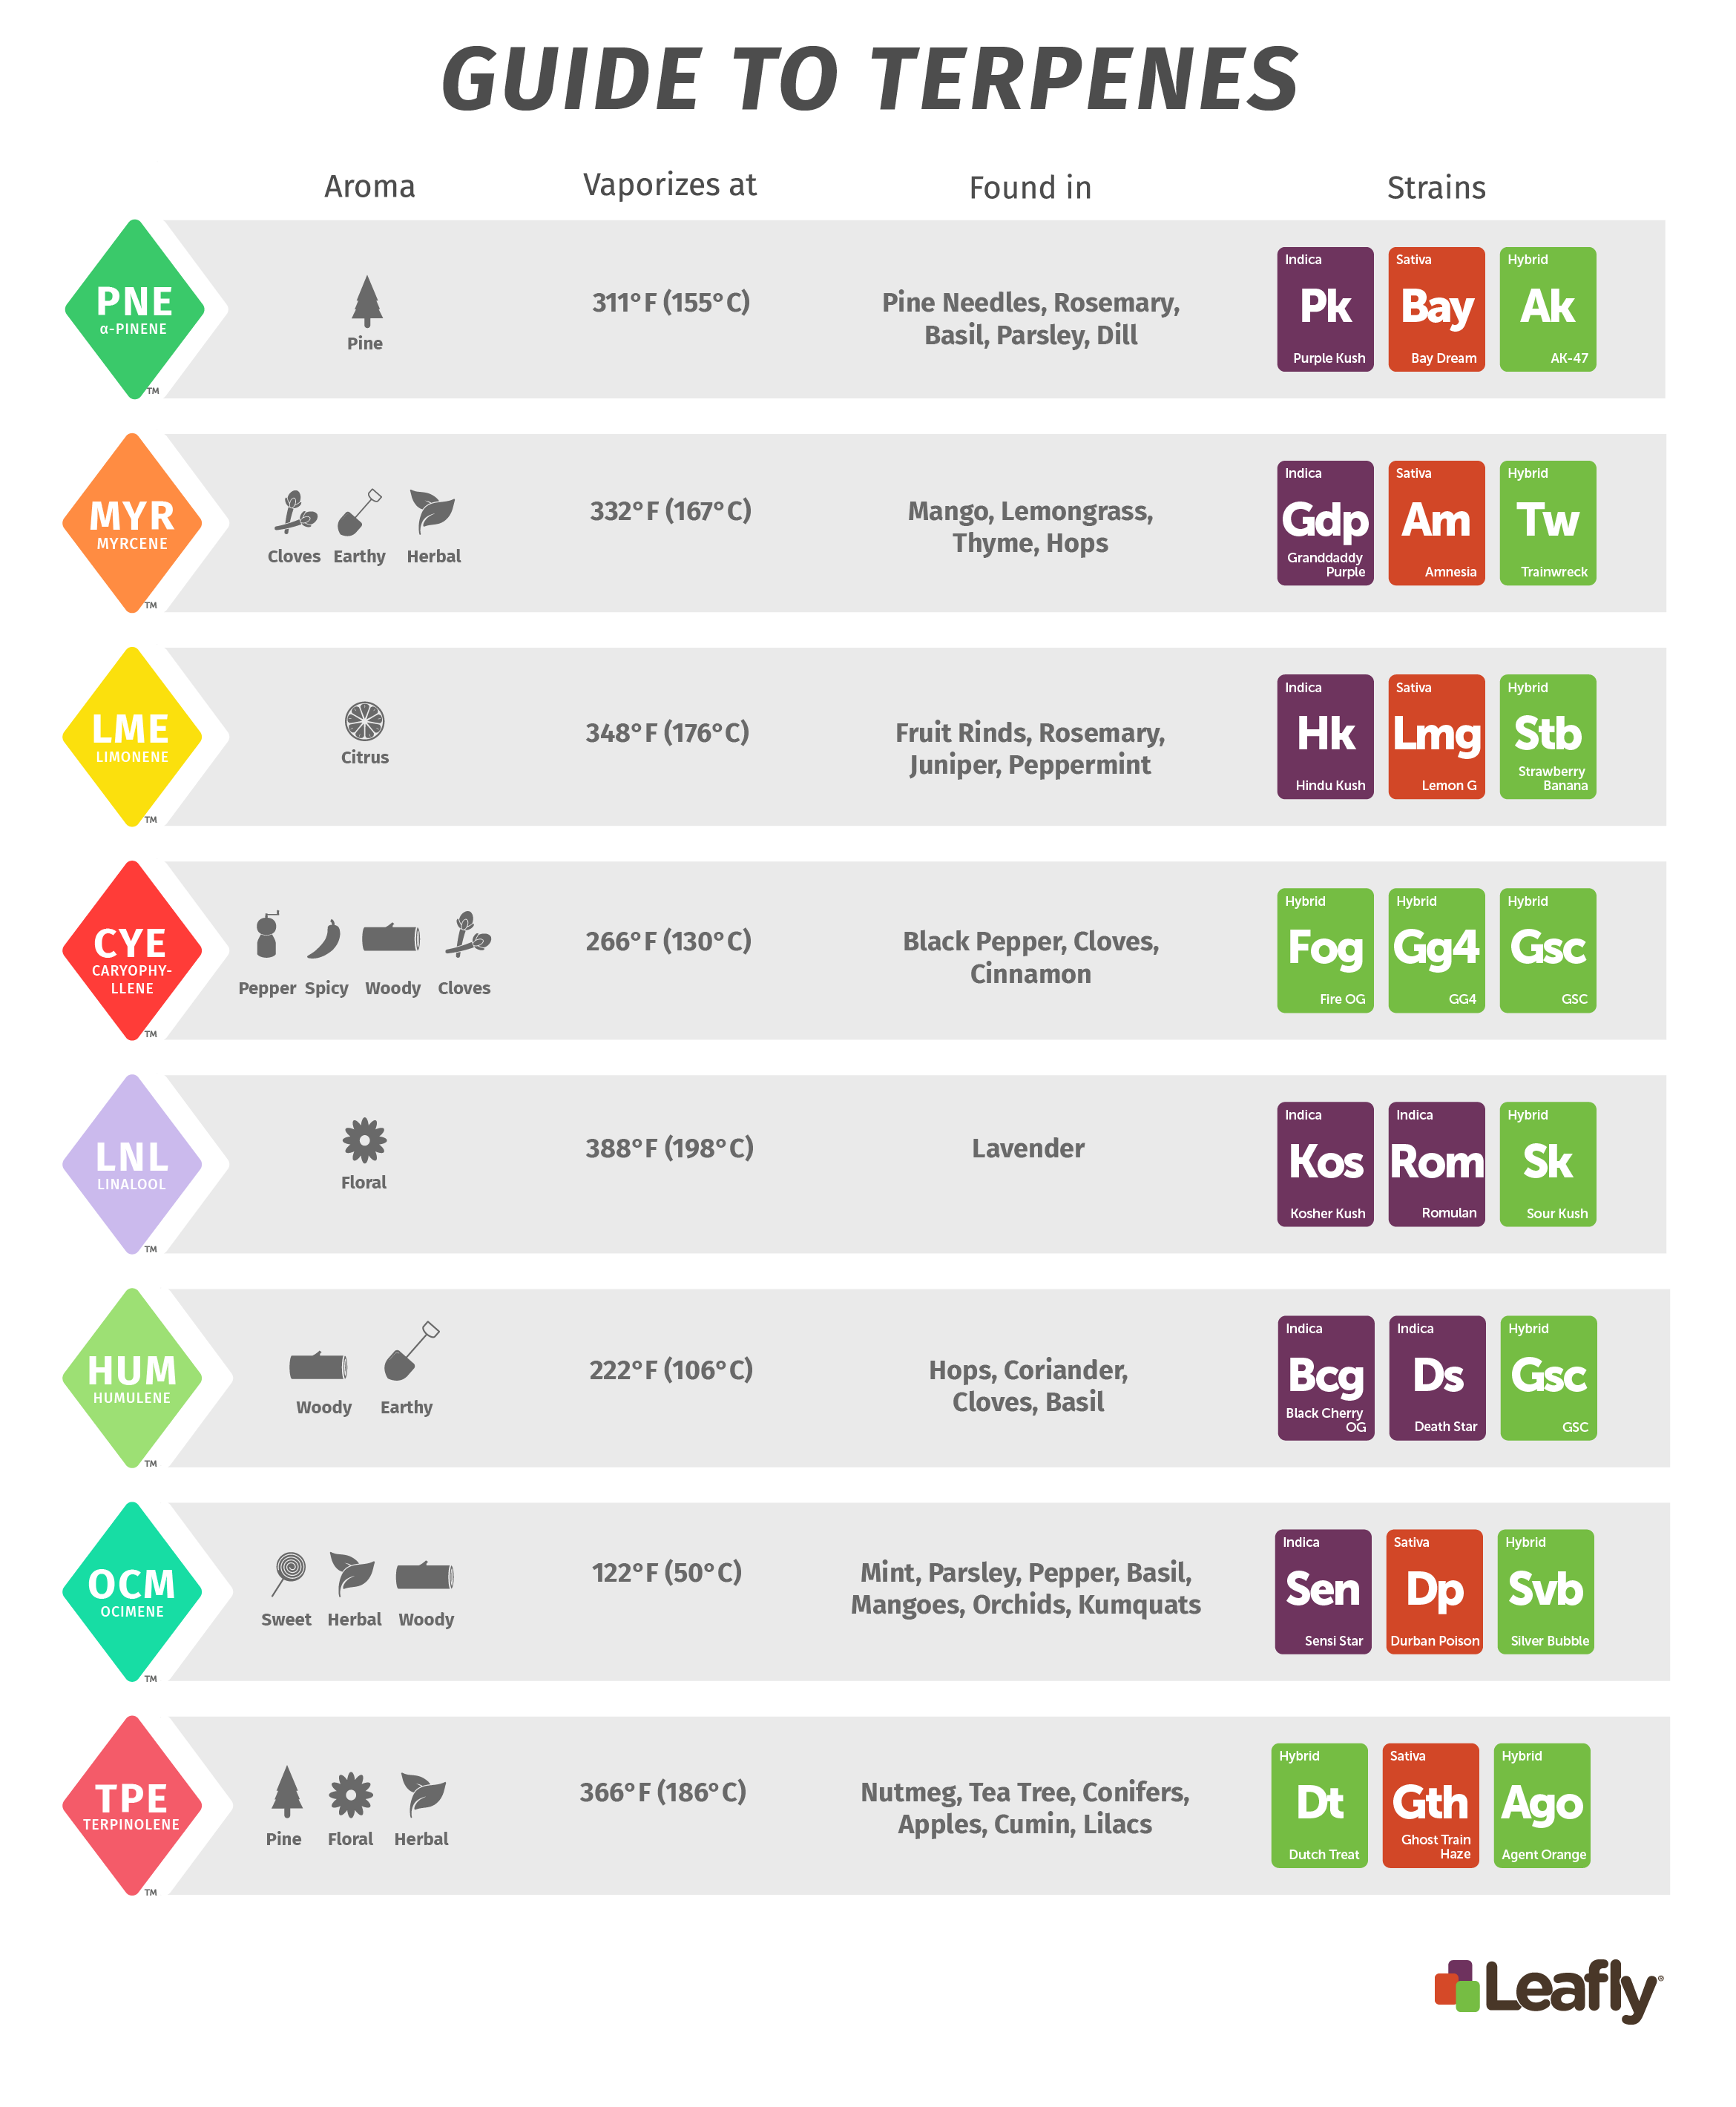 GUIDE TO TERPENES
Aroma Vaporizes at Found in Strains
PNE
α-PINENE
TM
Pine
311°F (155°C)
Pine Needles, Rosemary,
Basil, Parsley, Dill
Indica
Pk
Purple Kush
Sativa
Bay
Bay Dream
Hybrid
Ak
AK-47
MYR
MYRCENE
TM
Cloves Earthy Herbal
332°F (167°C)
Mango, Lemongrass,
Thyme, Hops
Indica
Gdp
Granddaddy
Purple
Sativa
Am
Amnesia
Hybrid
Tw
Trainwreck
LME
LIMONENE
TM
Citrus
348°F (176°C)
Fruit Rinds, Rosemary,
Juniper, Peppermint
Indica
Hk
Hindu Kush
Sativa
Lmg
Lemon G
Hybrid
Stb
Strawberry
Banana
CYE
CARYOPHY-
LLENE
TM
Pepper Spicy Woody Cloves
266°F (130°C)
Black Pepper, Cloves,
Cinnamon
Hybrid
Fog
Fire OG
Hybrid
Gg4
GG4
Hybrid
Gsc
GSC
LNL
LINALOOL
TM
Floral
388°F (198°C)
Lavender
Indica
Kos
Kosher Kush
Indica
Rom
Romulan
Hybrid
Sk
Sour Kush
HUM
HUMULENE
TM
Woody Earthy
222°F (106°C)
Hops, Coriander,
Cloves, Basil
Indica
Bcg
Black Cherry
OG
Indica
Ds
Death Star
Hybrid
Gsc
GSC
OCM
OCIMENE
TM
Sweet Herbal Woody
122°F (50°C)
Mint, Parsley, Pepper, Basil,
Mangoes, Orchids, Kumquats
Indica
Sen
Sensi Star
Sativa
Dp
Durban Poison
Hybrid
Svb
Silver Bubble
TPE
TERPINOLENE
TM
Pine Floral Herbal
366°F (186°C)
Nutmeg, Tea Tree, Conifers,
Apples, Cumin, Lilacs
Hybrid
Dt
Dutch Treat
Sativa
Gth
Ghost Train
Haze
Hybrid
Ago
Agent Orange
Leafly®